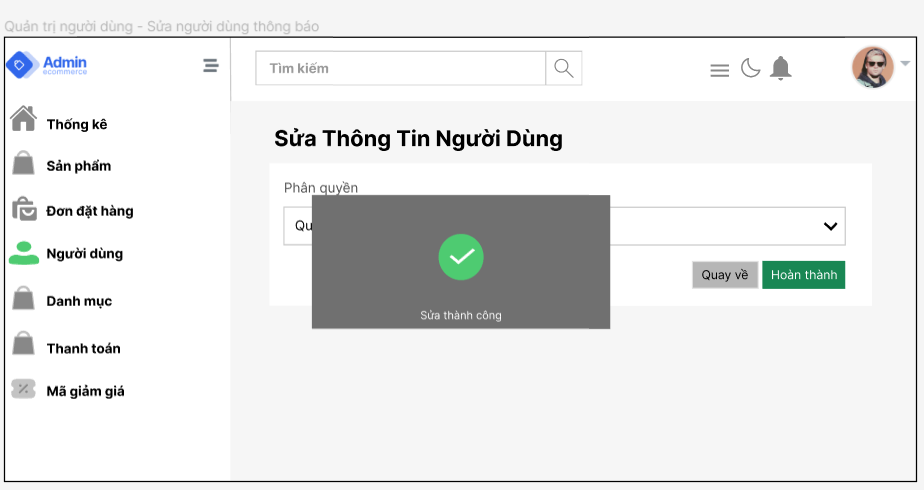 Quản trị người dùng - Sửa người dùng thông báo
Admin
ecommerce
Tìm kiếm
Thống kê
Sản phẩm
Đơn đặt hàng
Người dùng
Danh mục
Thanh toán
Mã giảm giá
Sửa Thông Tin Người Dùng
Phân quyền
Qu
Sửa thành công
Quay về
Hoàn thành